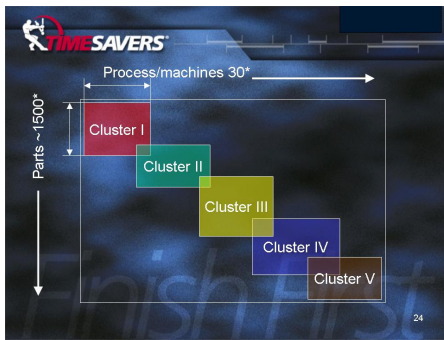 TIMESAVERS
Process/machines 30*
Parts ~1500*
Cluster I
Cluster II
Cluster III
Cluster IV
Cluster V
Finish First
24